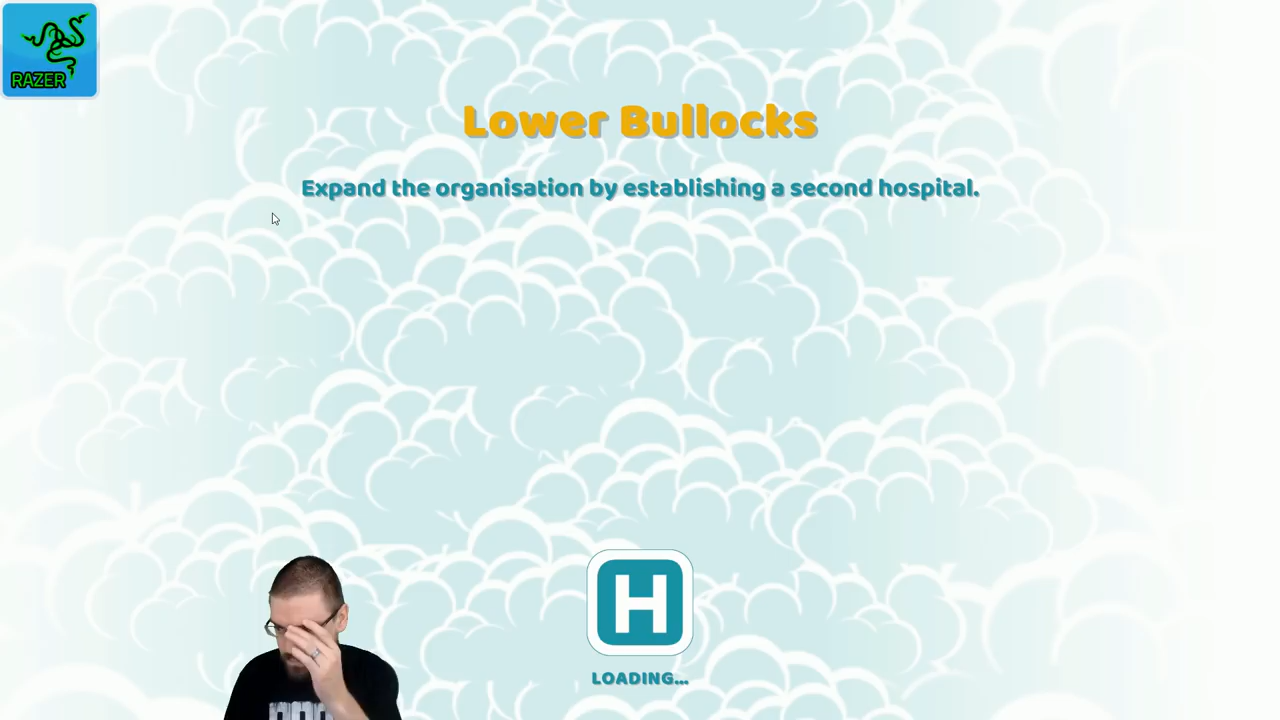 RAZER
Lower Bullocks
Expand the organisation by establishing a second hospital.
H
LOADING...